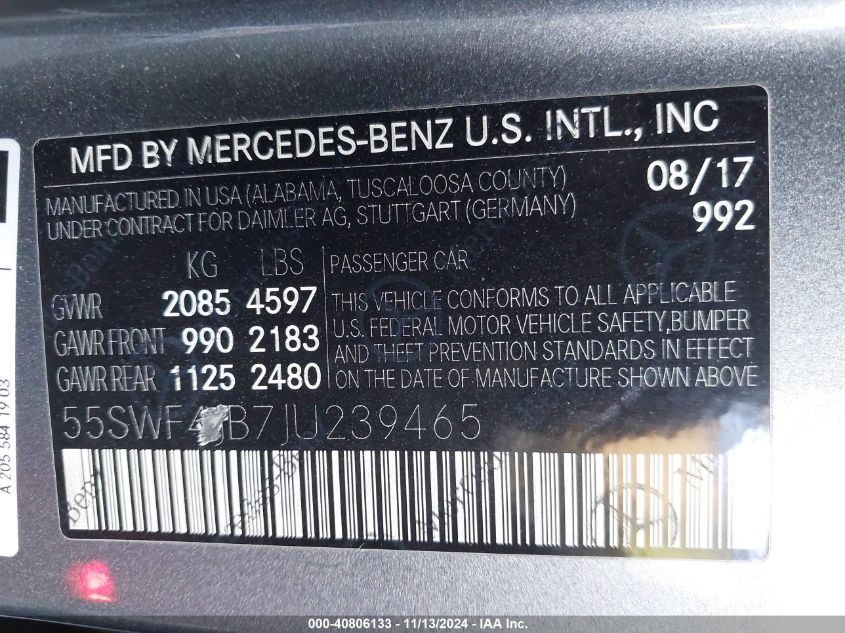 MFD BY MERCEDES-BENZ U.S. INTL., INC
MANUFACTURED IN USA (ALABAMA, TUSCALOOSA COUNTY) 08/17
UNDER CONTRACT FOR DAIMLER AG, STUTTGART (GERMANY) 992
KG LBS PASSENGER CAR
GVWR 2085 4597 THIS VEHICLE CONFORMS TO ALL APPLICABLE
GAWR FRONT 990 2183 U.S. FEDERAL MOTOR VEHICLE SAFETY, BUMPER
AND THEFT PREVENTION STANDARDS IN EFFECT
GAWR REAR 1125 2480 ON THE DATE OF MANUFACTURE SHOWN ABOVE
55SWF4JB7JU239465
A 205 584 19 03
000-40806133 - 11/13/2024 - IAA Inc.